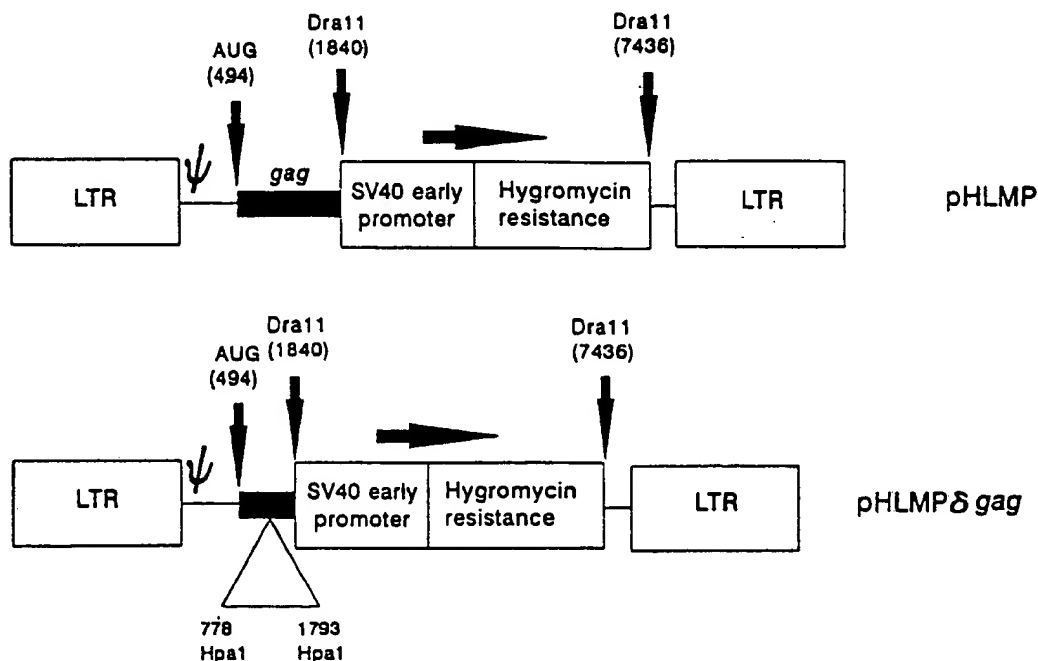 Dra11
(1840)
Dra11
(7436)
AUG
(494)
ψ
gag
LTR
SV40 early
promoter
Hygromycin
resistance
LTR
pHLMP
Dra11
(1840)
Dra11
(7436)
AUG
(494)
ψ
LTR
SV40 early
promoter
Hygromycin
resistance
LTR
pHLMPδ gag
778
Hpa1
1793
Hpa1